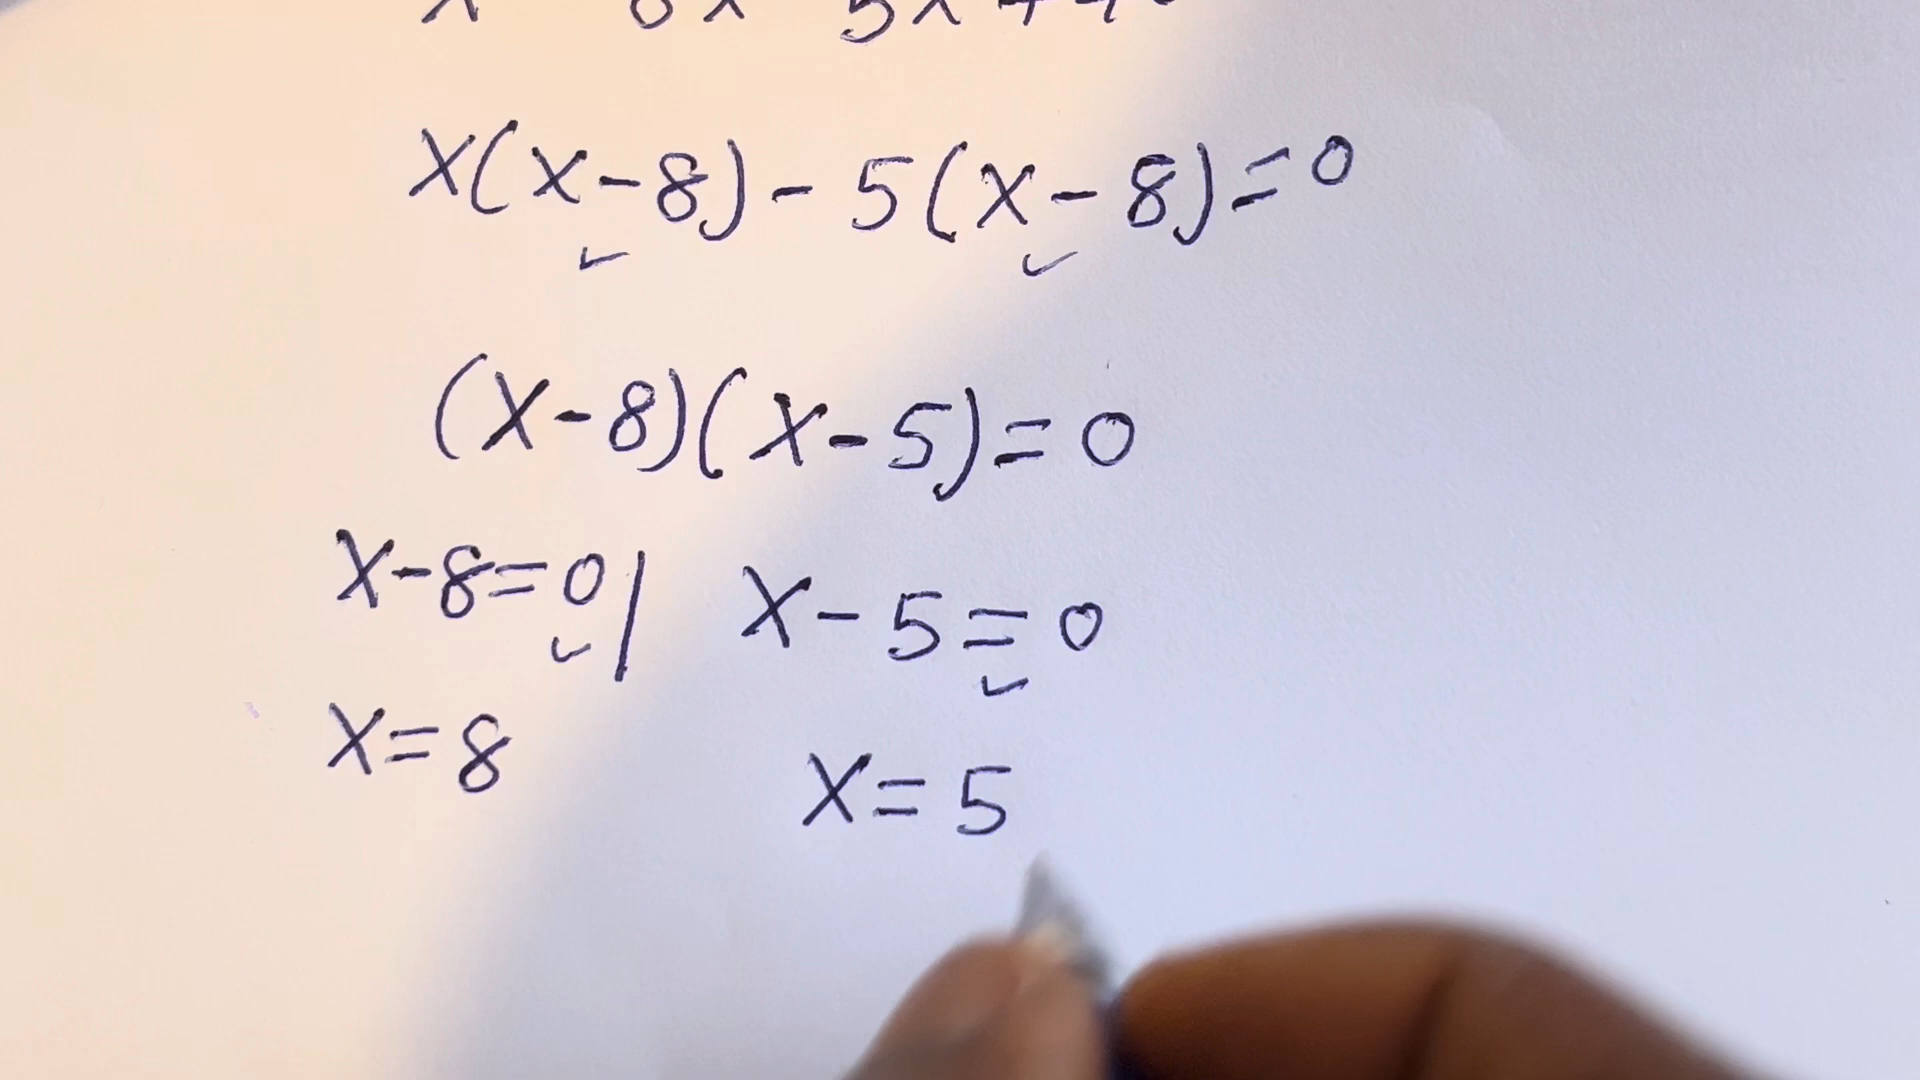 x(x-8)-5(x-8)=0
(x-8)(x-5)=0
x-8=0 | x-5=0
x=8 x=5